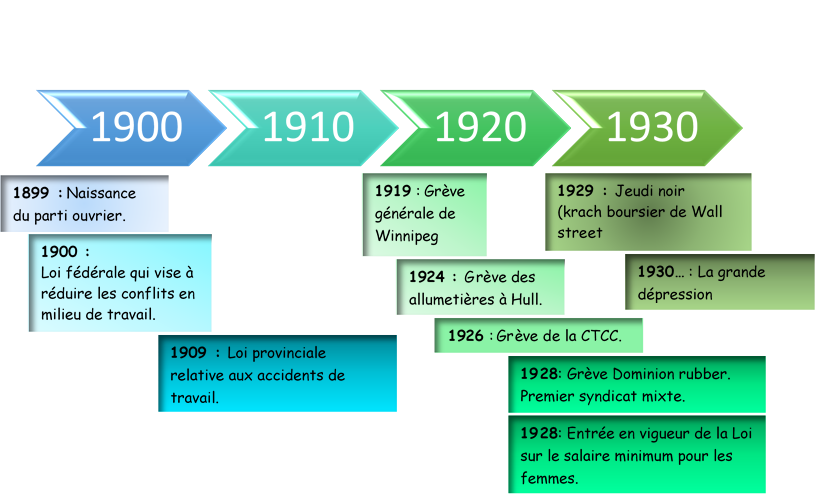 1900
1910
1920
1930
1899 : Naissance
du parti ouvrier.
1900 :
Loi fédérale qui vise à
réduire les conflits en
milieu de travail.
1909 : Loi provinciale
relative aux accidents de
travail.
1919 : Grève
générale de
Winnipeg
1924 : Grève des
allumetières à Hull.
1926 : Grève de la CTCC.
1928: Grève Dominion rubber.
Premier syndicat mixte.
1928: Entrée en vigueur de la Loi
sur le salaire minimum pour les
femmes.
1929 : Jeudi noir
(krach boursier de Wall
street
1930… : La grande
dépression